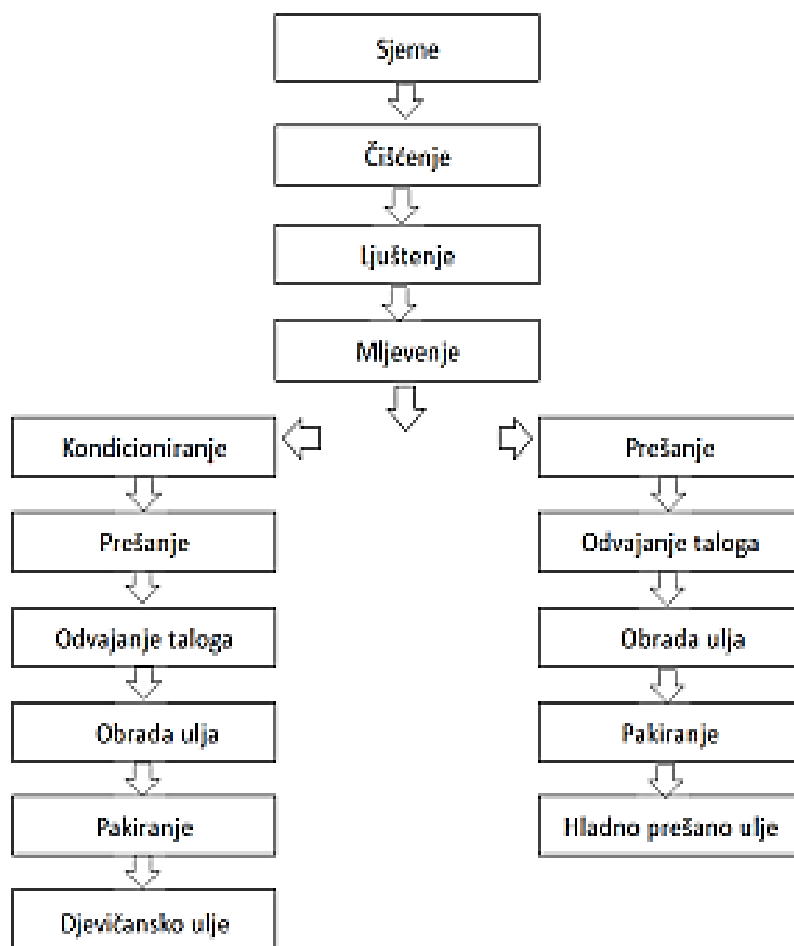 Sjeme
Čišćenje
Ljuštenje
Mljevenje
Kondicioniranje
Prešanje
Odvajanje taloga
Obrada ulja
Pakiranje
Djevičansko ulje
Prešanje
Odvajanje taloga
Obrada ulja
Pakiranje
Hladno prešano ulje